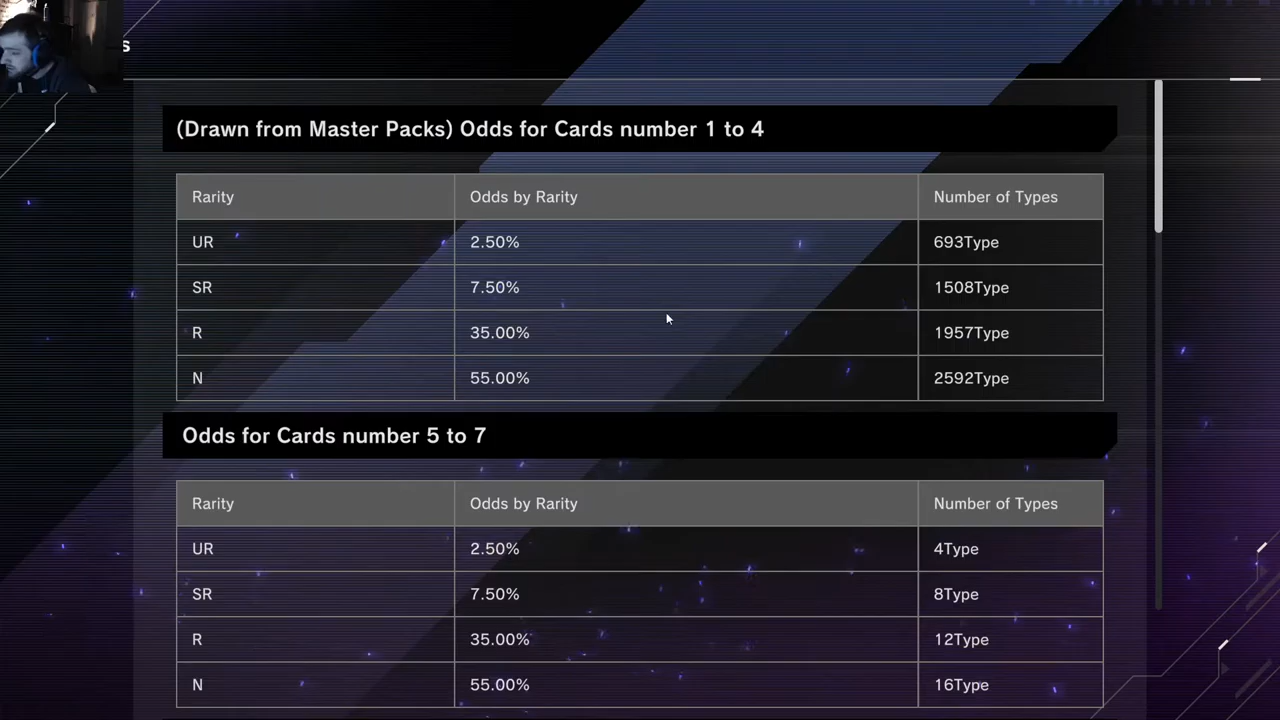 s
(Drawn from Master Packs) Odds for Cards number 1 to 4
Rarity Odds by Rarity Number of Types
UR 2.50% 693Type
SR 7.50% 1508Type
R 35.00% 1957Type
N 55.00% 2592Type
Odds for Cards number 5 to 7
Rarity Odds by Rarity Number of Types
UR 2.50% 4Type
SR 7.50% 8Type
R 35.00% 12Type
N 55.00% 16Type